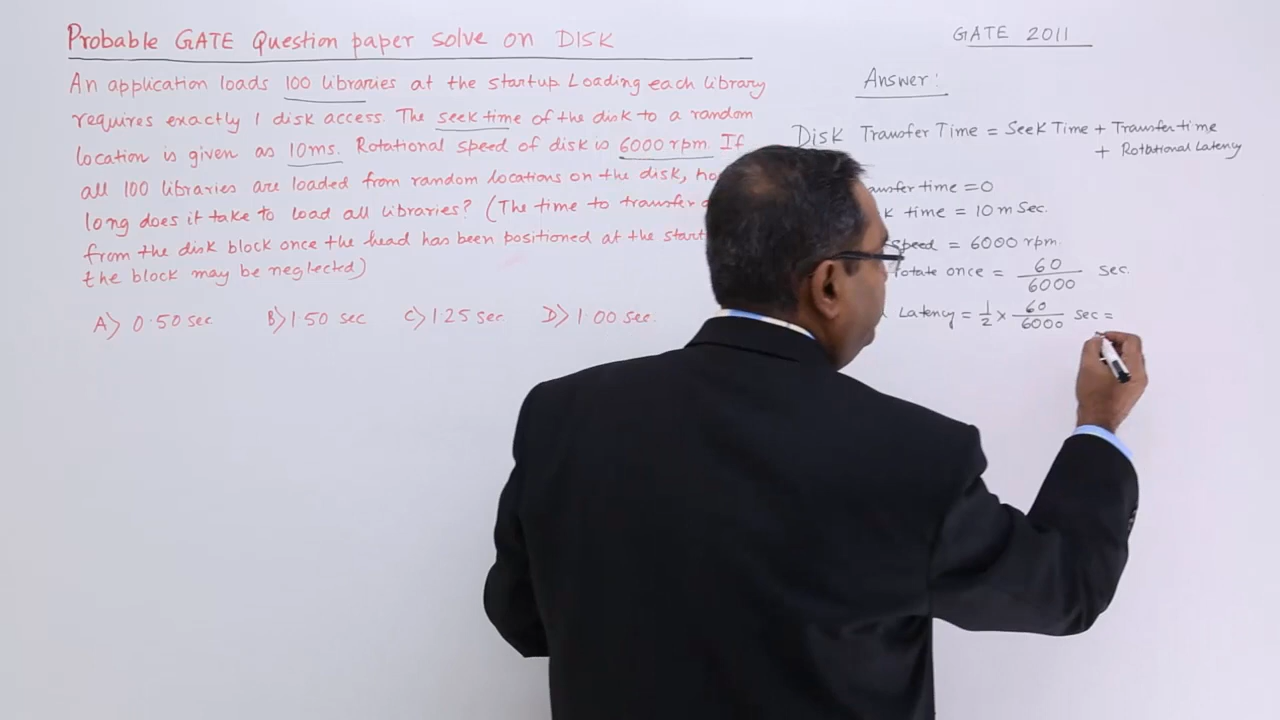 Probable GATE Question paper solve on DISK
An application loads 100 libraries at the startup Loading each library
requires exactly 1 disk access. The seek time of the disk to a random
location is given as 10ms. Rotational speed of disk is 6000 rpm. If
all 100 libraries are loaded from random locations on the disk,
long does it take to load all libraries? (The time to transfer
from the disk block once the head has been positioned at the start
the block may be neglected)
A) 0.50 sec B) 1.50 sec C) 1.25 sec D) 1.00 sec.
GATE 2011
Answer:
Disk Transfer Time = Seek Time + Transfer time
+ Rotational Latency
time = 0
time = 10 m Sec.
speed = 6000 rpm.
rotate once = 60/6000 sec.
Latency = 1/2 x 60/6000 sec =